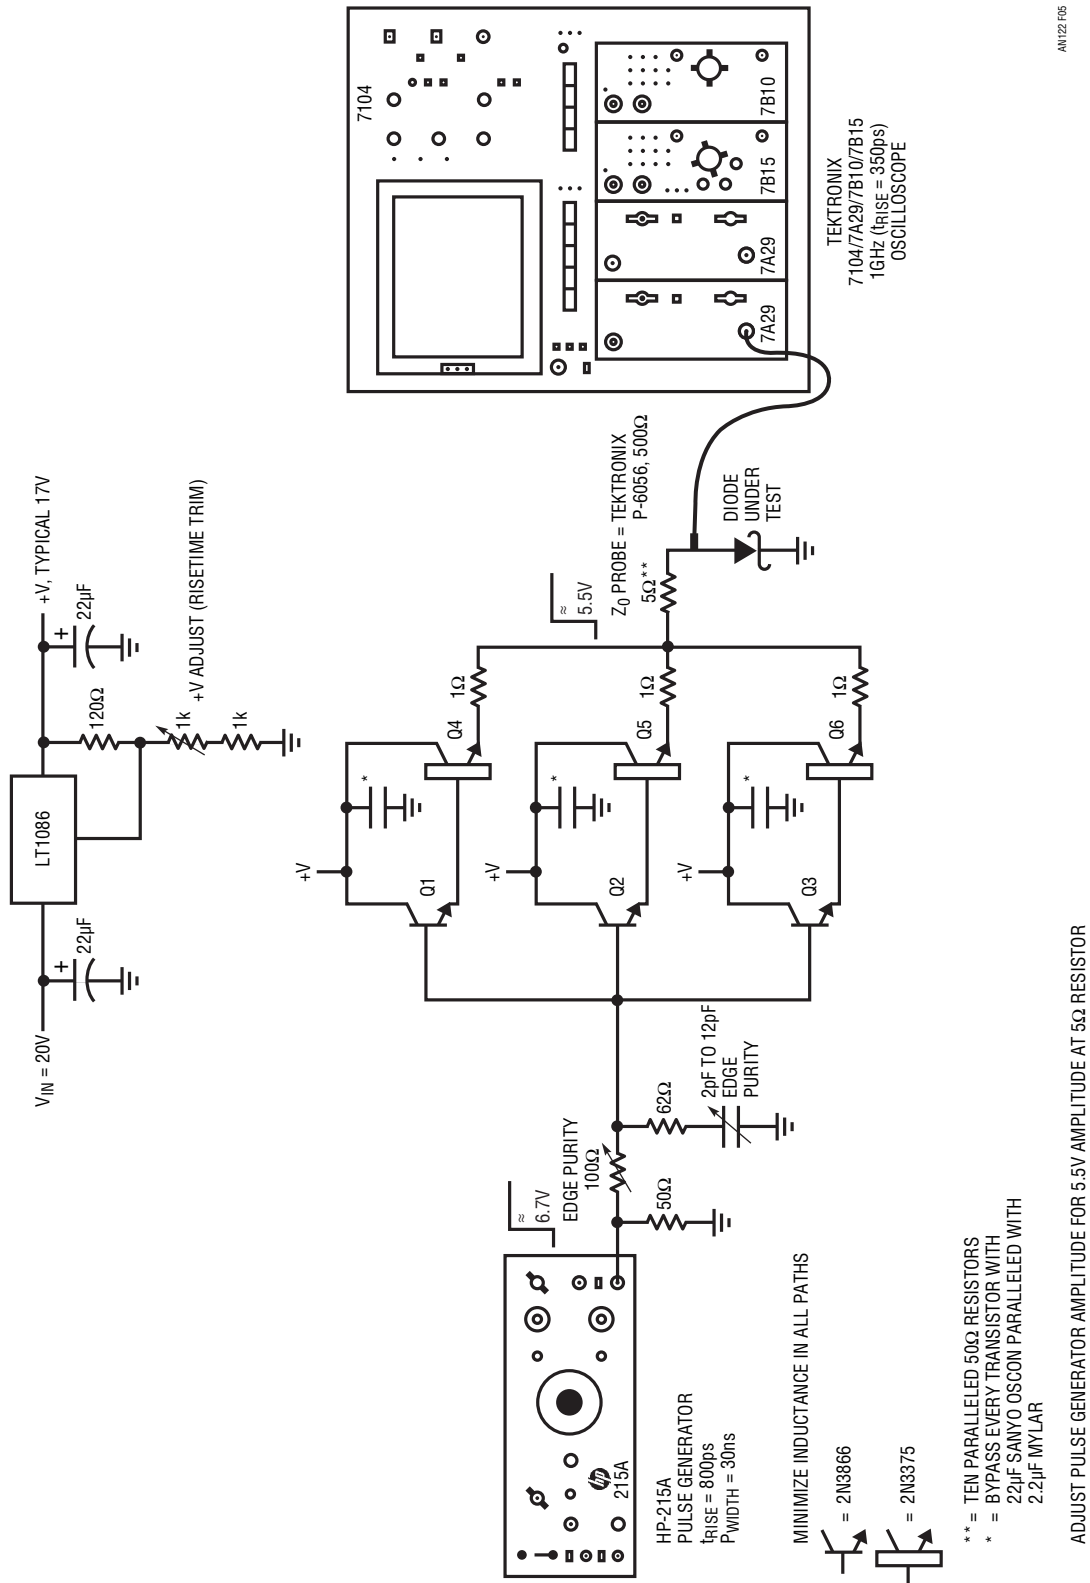 VIN = 20V
+
22µF
LT1086
120Ω
1k
1k
+V ADJUST (RISETIME TRIM)
+
22µF
+V, TYPICAL 17V
7104
7A29
7A29
7B15
7B10
TEKTRONIX
7104/7A29/7B10/7B15
1GHz (tRISE = 350ps)
OSCILLOSCOPE
+V
*
Q1
Q4
1Ω
+V
*
Q2
Q5
1Ω
+V
*
Q3
Q6
1Ω
≈
5.5V
Z0 PROBE = TEKTRONIX
P-6056, 500Ω
5Ω**
DIODE
UNDER
TEST
≈
6.7V
EDGE PURITY
100Ω
50Ω
62Ω
2pF TO 12pF
EDGE
PURITY
hp
215A
HP-215A
PULSE GENERATOR
tRISE = 800ps
PWIDTH = 30ns
MINIMIZE INDUCTANCE IN ALL PATHS
= 2N3866
= 2N3375
** = TEN PARALLELED 50Ω RESISTORS
* = BYPASS EVERY TRANSISTOR WITH
22µF SANYO OSCON PARALLELED WITH
2.2µF MYLAR
ADJUST PULSE GENERATOR AMPLITUDE FOR 5.5V AMPLITUDE AT 5Ω RESISTOR
AN122 F05